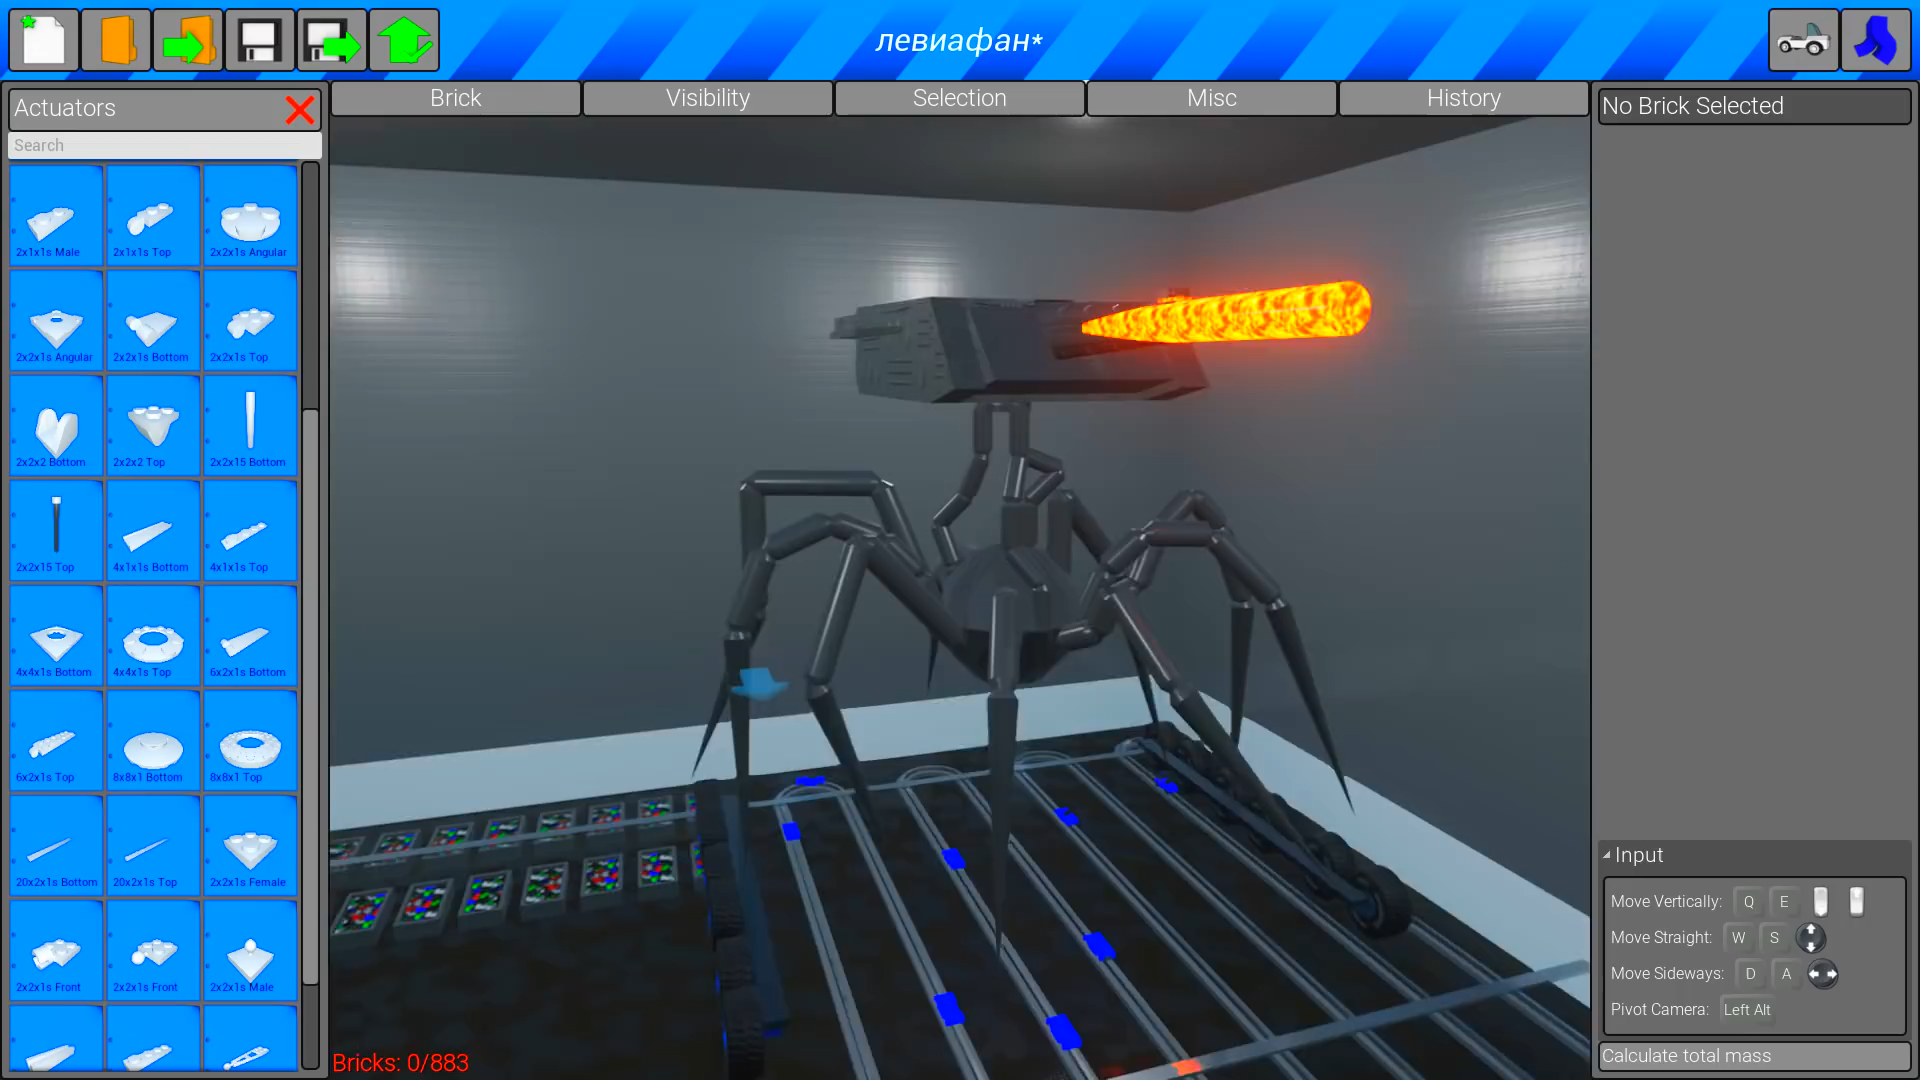 левиафан*
Actuators
Search
Brick
Visibility
Selection
Misc
History
No Brick Selected
2x1x1s Male
2x1x1s Top
2x2x1s Angular
2x2x1s Angular
2x2x1s Bottom
2x2x1s Top
2x2x2 Bottom
2x2x2 Top
2x2x15 Bottom
2x2x15 Top
4x1x1s Bottom
4x1x1s Top
4x4x1s Bottom
4x4x1s Top
6x2x1s Bottom
6x2x1s Top
8x8x1 Bottom
8x8x1 Top
20x2x1s Bottom
20x2x1s Top
2x2x1s Female
2x2x1s Front
2x2x1s Front
2x2x1s Male
Bricks: 0/883
Input
Move Vertically: Q E
Move Straight: W S
Move Sideways: D A
Pivot Camera: Left Alt
Calculate total mass